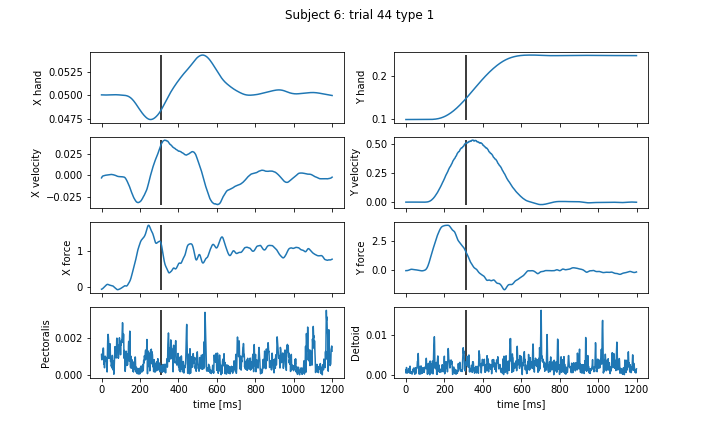 Subject 6: trial 44 type 1
X hand
0.0525
0.0500
0.0475
Y hand
0.2
0.1
X velocity
0.025
0.000
−0.025
Y velocity
0.50
0.25
0.00
X force
1
0
Y force
2.5
0.0
Pectoralis
0.002
0.000
0 200 400 600 800 1000 1200
time [ms]
Deltoid
0.01
0.00
0 200 400 600 800 1000 1200
time [ms]